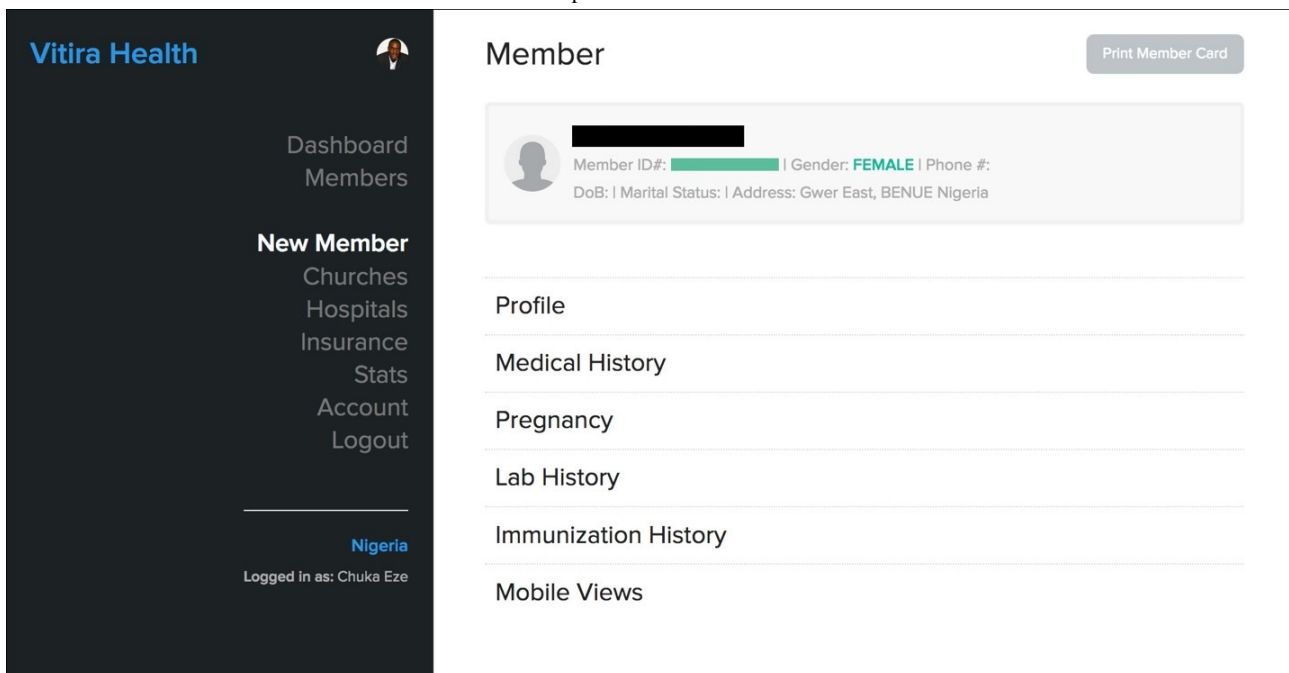 Vitira Health
Dashboard
Members
New Member
Churches
Hospitals
Insurance
Stats
Account
Logout
Nigeria
Logged in as: Chuka Eze
Member
Print Member Card
Member ID#: | Gender: FEMALE | Phone #:
DoB: | Marital Status: | Address: Gwer East, BENUE Nigeria
Profile
Medical History
Pregnancy
Lab History
Immunization History
Mobile Views